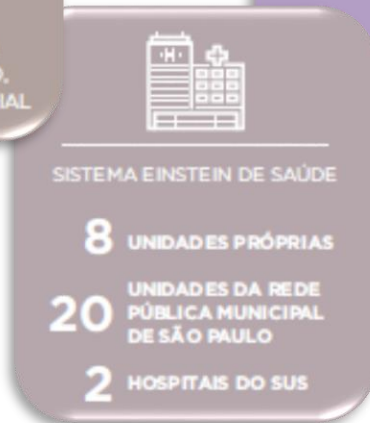 IAL
H
SISTEMA EINSTEIN DE SAÚDE
8 UNIDADES PRÓPRIAS
20 UNIDADES DA REDE
PÚBLICA MUNICIPAL
DE SÃO PAULO
2 HOSPITAIS DO SUS